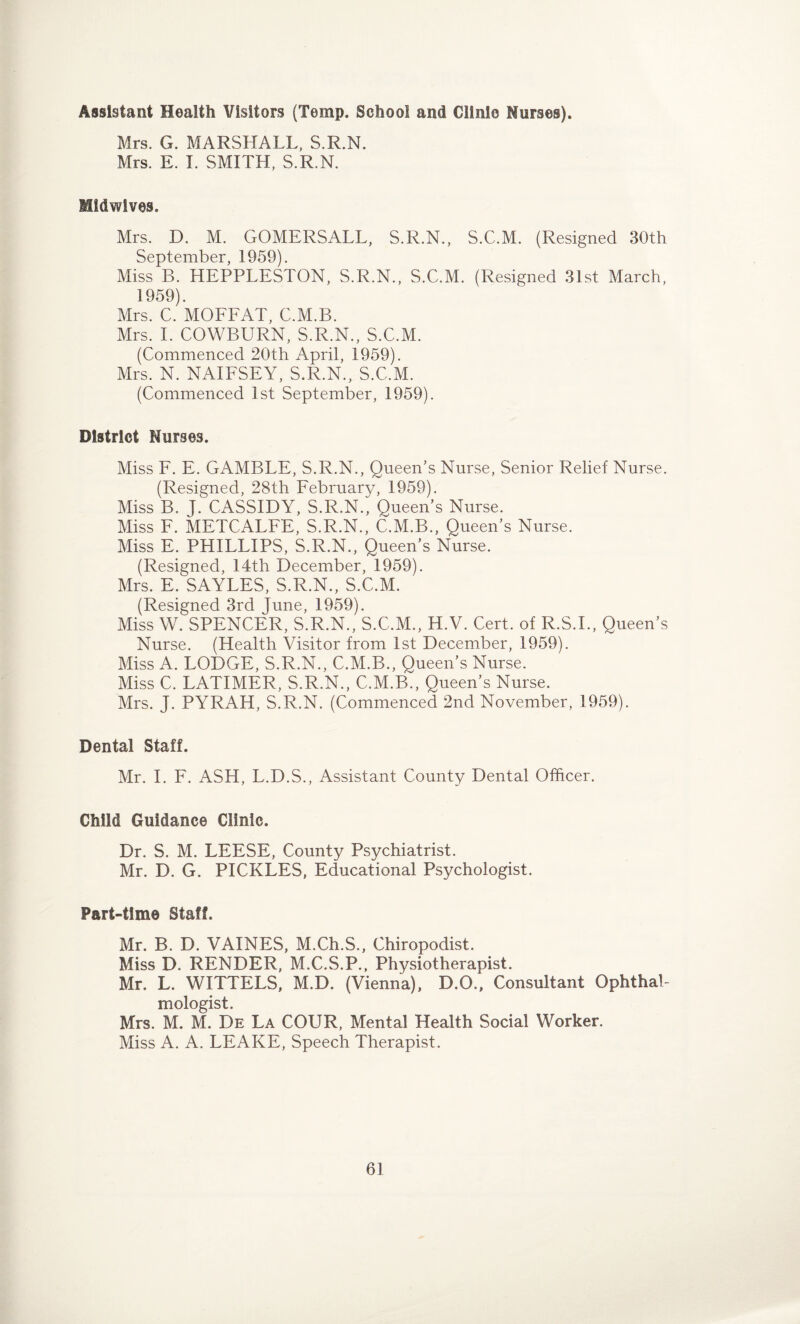 Assistant Health Visitors (Temp. School and Clinic Nurses).
Mrs. G. MARSHALL, S.R.N.
Mrs. E. I. SMITH, S.R.N.
Midwives.
Mrs. D. M. GOMERSALL, S.R.N., S.C.M. (Resigned 30th
September, 1959).
Miss B. HEPPLESTON, S.R.N., S.C.M. (Resigned 31st March,
1959).
Mrs. C. MOFFAT, C.M.B.
Mrs. I. COWBURN, S.R.N., S.C.M.
(Commenced 20th April, 1959).
Mrs. N. NAIFSEY, S.R.N., S.C.M.
(Commenced 1st September, 1959).
District Nurses.
Miss F. E. GAMBLE, S.R.N., Queen's Nurse, Senior Relief Nurse.
(Resigned, 28th February, 1959).
Miss B. J. CASSIDY, S.R.N., Queen's Nurse.
Miss F. METCALFE, S.R.N., C.M.B., Queen's Nurse.
Miss E. PHILLIPS, S.R.N., Queen's Nurse.
(Resigned, 14th December, 1959).
Mrs. E. SAYLES, S.R.N., S.C.M.
(Resigned 3rd June, 1959).
Miss W. SPENCER, S.R.N., S.C.M., H.V. Cert. of R.S.I., Queen's
Nurse. (Health Visitor from 1st December, 1959).
Miss A. LODGE, S.R.N., C.M.B., Queen's Nurse.
Miss C. LATIMER, S.R.N., C.M.B., Queen's Nurse.
Mrs. J. PYRAH, S.R.N. (Commenced 2nd November, 1959).
Dental Staff.
Mr. I. F. ASH, L.D.S., Assistant County Dental Officer.
Child Guidance Clinic.
Dr. S. M. LEESE, County Psychiatrist.
Mr. D. G. PICKLES, Educational Psychologist.
Part-time Staff.
Mr. B. D. VAINES, M.Ch.S., Chiropodist.
Miss D. RENDER, M.C.S.P., Physiotherapist.
Mr. L. WITTELS, M.D. (Vienna), D.O., Consultant Ophthal-
mologist.
Mrs. M. M. De La COUR, Mental Health Social Worker.
Miss A. A. LEAKE, Speech Therapist.
61